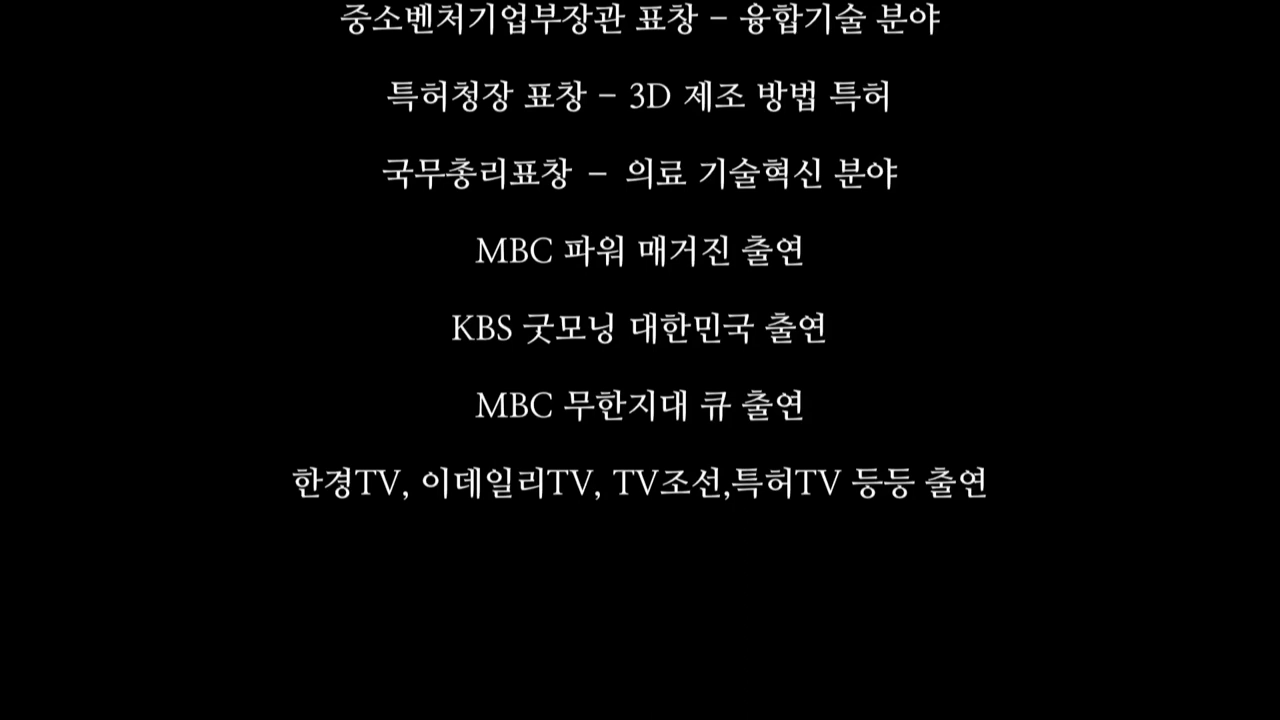 중소벤처기업부장관 표창 – 융합기술 분야
특허청장 표창 – 3D 제조 방법 특허
국무총리표창 – 의료 기술혁신 분야
MBC 파워 매거진 출연
KBS 굿모닝 대한민국 출연
MBC 무한지대 큐 출연
한경TV, 이데일리TV, TV조선,특허TV 등등 출연